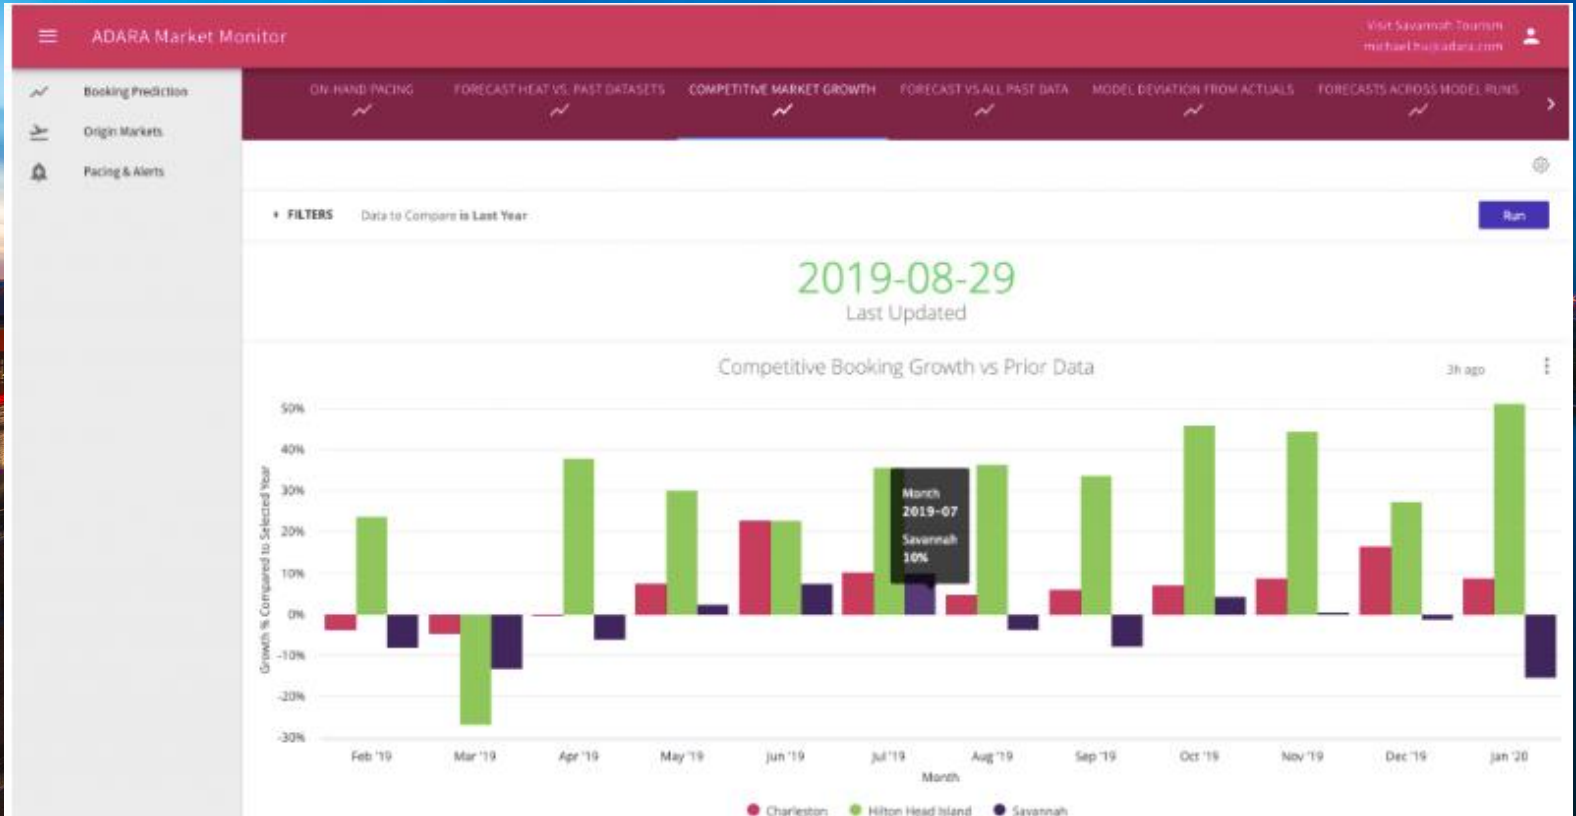 ADARA Market Monitor
Visit Savannah Tourism
Booking Prediction
Origin Markets
Pacing & Alerts
ON-HAND PACING
FORECAST HEAT VS. PAST DATASETS
COMPETITIVE MARKET GROWTH
FORECAST VS ALL PAST DATA
MODEL DEVIATION FROM ACTUALS
FORECASTS ACROSS MODEL RUNS
FILTERS
Data to Compare is Last Year
Run
2019-08-29
Last Updated
Competitive Booking Growth vs Prior Data
3h ago
Growth % Compared to Selected Year
50%
40%
30%
20%
10%
0%
-10%
-20%
-30%
Month
2019-07
Savannah
10%
Feb '19
Mar '19
Apr '19
May '19
Jun '19
Jul '19
Aug '19
Sep '19
Oct '19
Nov '19
Dec '19
Jan '20
Month
Charleston
Hilton Head Island
Savannah